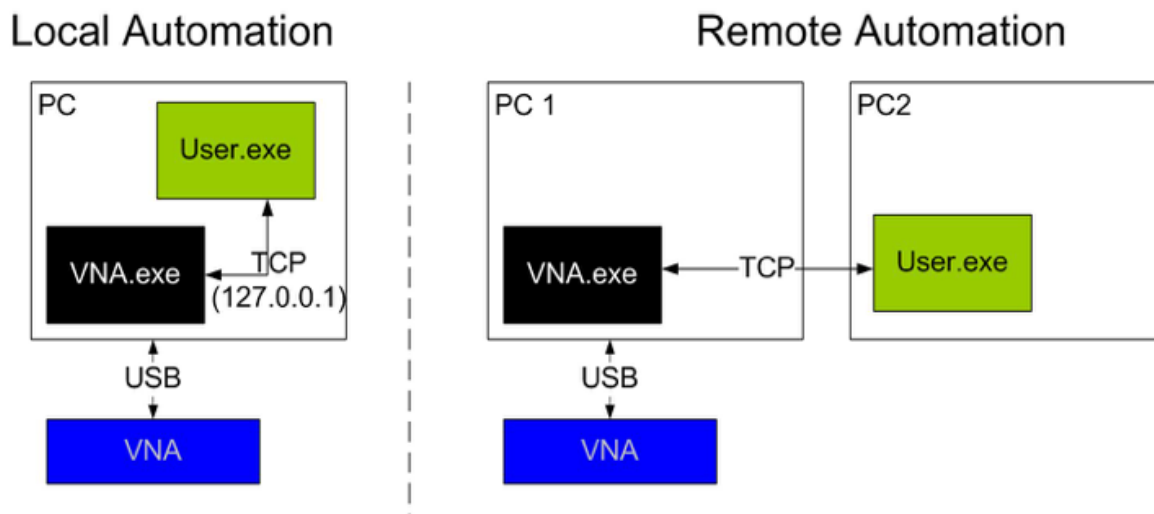 Local Automation
PC
User.exe
VNA.exe
TCP
(127.0.0.1)
USB
VNA
Remote Automation
PC 1
VNA.exe
TCP
USB
VNA
PC2
User.exe